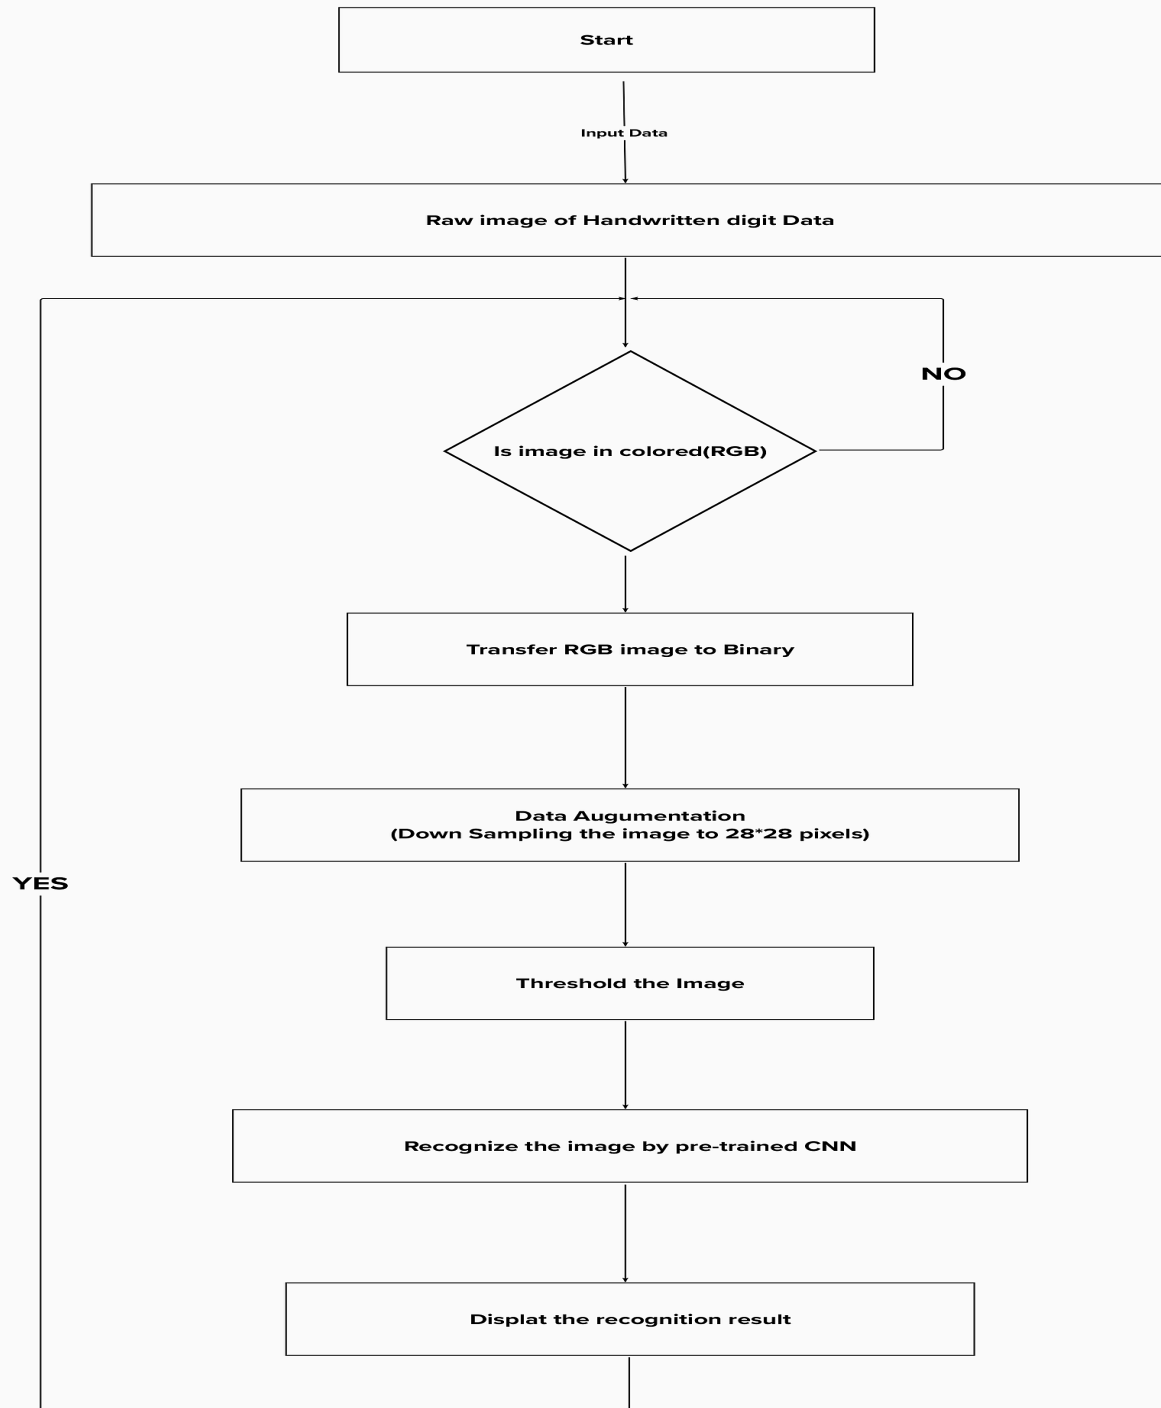 Start
Input Data
Raw image of Handwritten digit Data
NO
Is image in colored(RGB)
Transfer RGB image to Binary
Data Augumentation
(Down Sampling the image to 28*28 pixels)
YES
Threshold the Image
Recognize the image by pre-trained CNN
Displat the recognition result